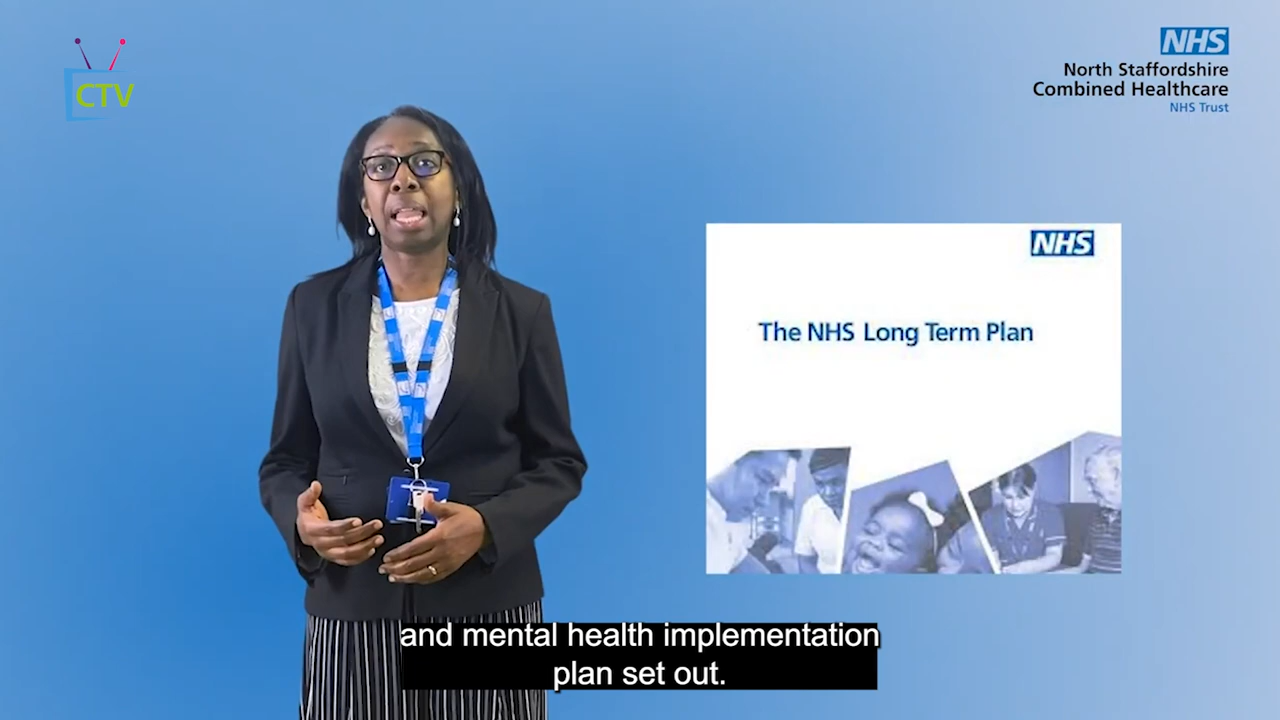 CTV
NHS
North Staffordshire
Combined Healthcare
NHS Trust
NHS
The NHS Long Term Plan
and mental health implementation
plan set out.